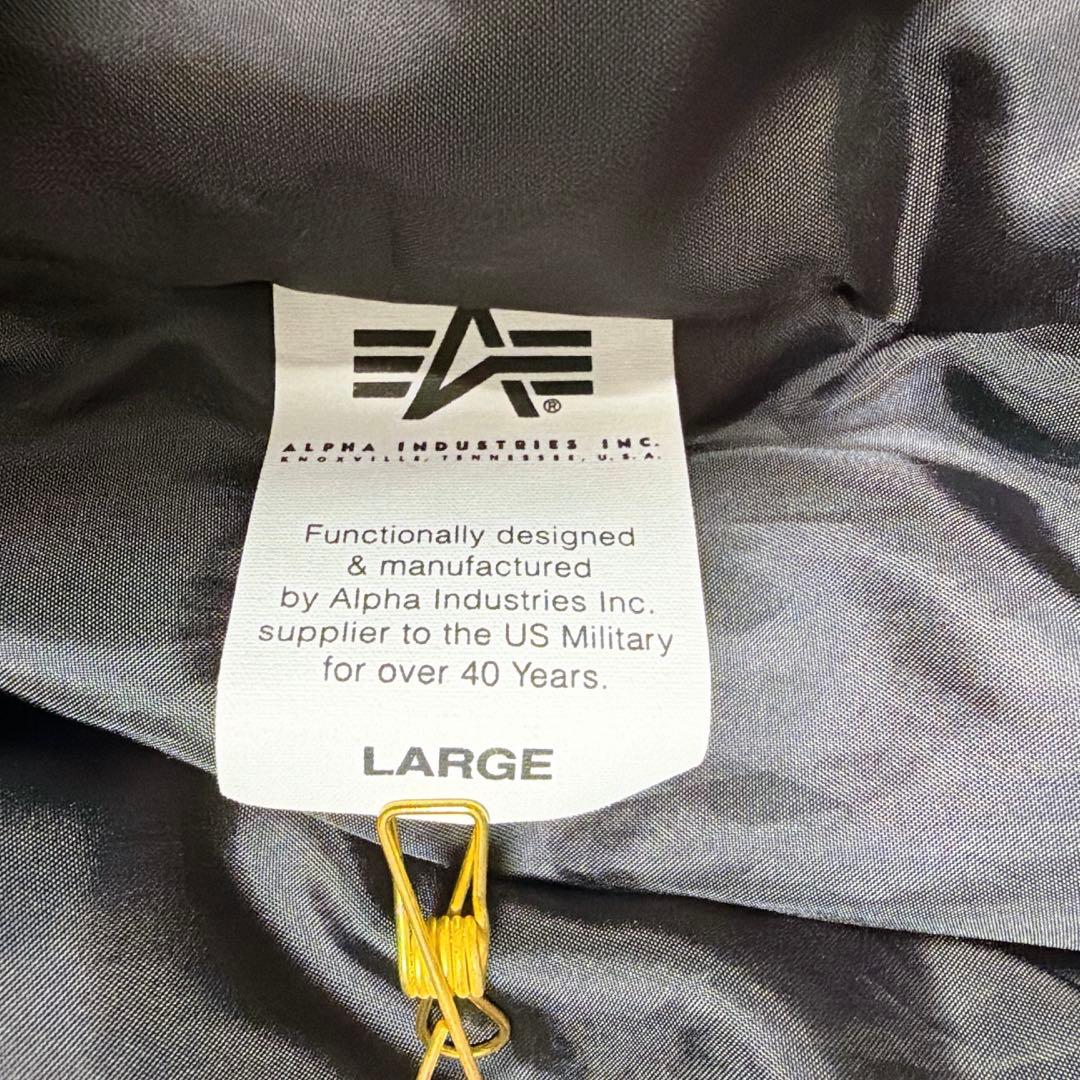 ®
ALPHA INDUSTRIES INC.
KNOXVILLE, TENNESSEE, U.S.A.
Functionally designed
& manufactured
by Alpha Industries Inc.
supplier to the US Military
for over 40 Years.
LARGE